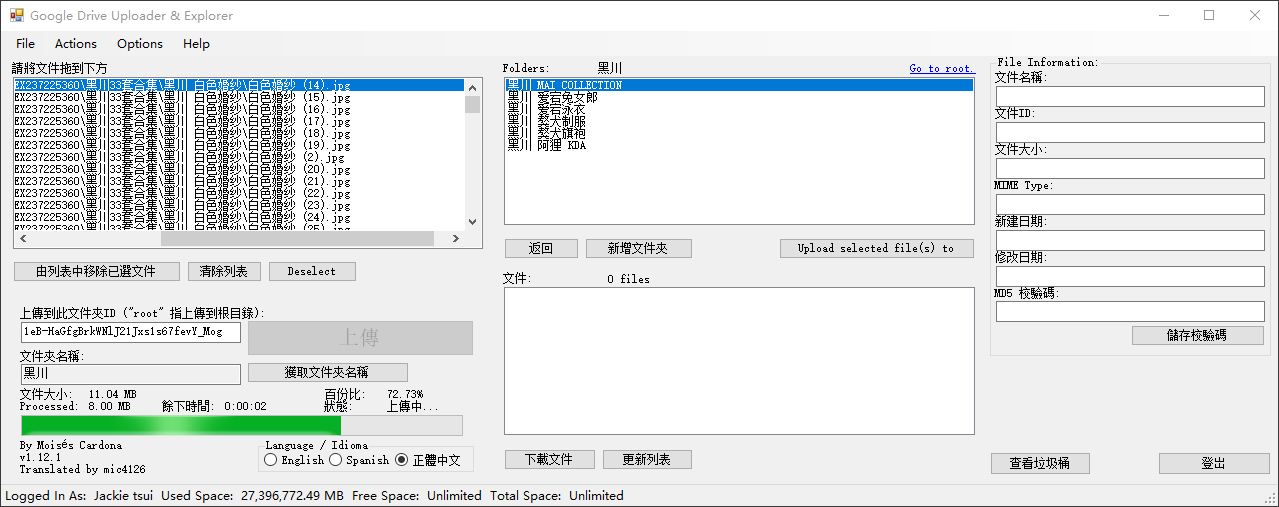 Google Drive Uploader & Explorer
File Actions Options Help
請將文件拖到下方
EX237225360\黑川33套合集\黑川 白色婚纱\白色婚纱 (14).jpg
EX237225360\黑川33套合集\黑川 白色婚纱\白色婚纱 (15).jpg
EX237225360\黑川33套合集\黑川 白色婚纱\白色婚纱 (16).jpg
EX237225360\黑川33套合集\黑川 白色婚纱\白色婚纱 (17).jpg
EX237225360\黑川33套合集\黑川 白色婚纱\白色婚纱 (18).jpg
EX237225360\黑川33套合集\黑川 白色婚纱\白色婚纱 (19).jpg
EX237225360\黑川33套合集\黑川 白色婚纱\白色婚纱 (2).jpg
EX237225360\黑川33套合集\黑川 白色婚纱\白色婚纱 (20).jpg
EX237225360\黑川33套合集\黑川 白色婚纱\白色婚纱 (21).jpg
EX237225360\黑川33套合集\黑川 白色婚纱\白色婚纱 (22).jpg
EX237225360\黑川33套合集\黑川 白色婚纱\白色婚纱 (23).jpg
EX237225360\黑川33套合集\黑川 白色婚纱\白色婚纱 (24).jpg
EX237225360\黑川33套合集\黑川 白色婚纱\白色婚纱 (25).jpg
由列表中移除已選文件 清除列表 Deselect
上傳到此文件夾ID ("root" 指上傳到根目錄):
1eB-HaGfgBrkWNlJ21Jxs1s67fevY_Mog
上傳
文件夾名稱:
黑川
獲取文件夾名稱
文件大小: 11.04 MB 百份比: 72.73%
Processed: 8.00 MB 餘下時間: 0:00:02 狀態: 上傳中...
By Moisés Cardona
v1.12.1
Translated by mic4126
Language / Idioma
English Spanish 正體中文
Folders: 黑川 Go to root.
黑川 MAI COLLECTION
黑川 爱宕兔女郎
黑川 爱宕泳衣
黑川 獒犬制服
黑川 獒犬旗袍
黑川 阿狸 KDA
返回 新增文件夾 Upload selected file(s) to
文件: 0 files
下載文件 更新列表
File Information:
文件名稱:
文件ID:
文件大小:
MIME Type:
新建日期:
修改日期:
MD5 校驗碼:
儲存校驗碼
查看垃圾桶 登出
Logged In As: Jackie tsui Used Space: 27,396,772.49 MB Free Space: Unlimited Total Space: Unlimited